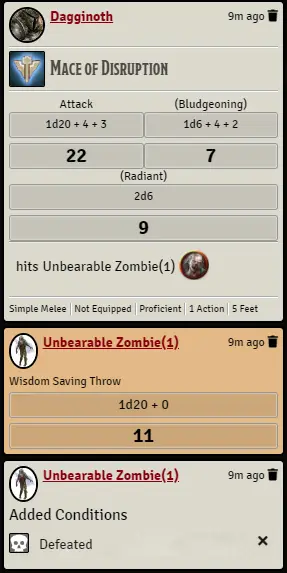 Dagginoth 9m ago
MACE OF DISRUPTION
Attack (Bludgeoning)
1d20 + 4 + 3 1d6 + 4 + 2
22 7
(Radiant)
2d6
9
hits Unbearable Zombie(1)
Simple Melee Not Equipped Proficient 1 Action 5 Feet
Unbearable Zombie(1) 9m ago
Wisdom Saving Throw
1d20 + 0
11
Unbearable Zombie(1) 9m ago
Added Conditions
Defeated ×